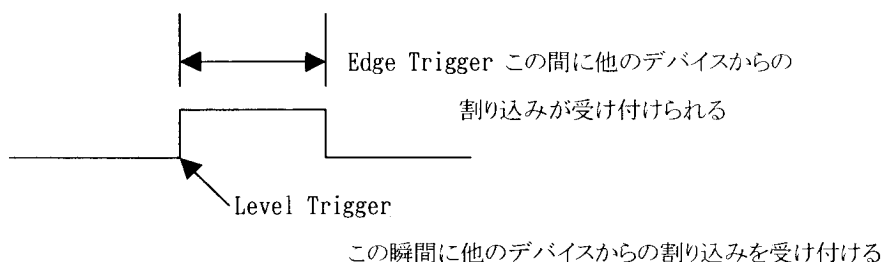 Edge Trigger この間に他のデバイスからの
割り込みが受け付けられる
Level Trigger
この瞬間に他のデバイスからの割り込みを受け付ける